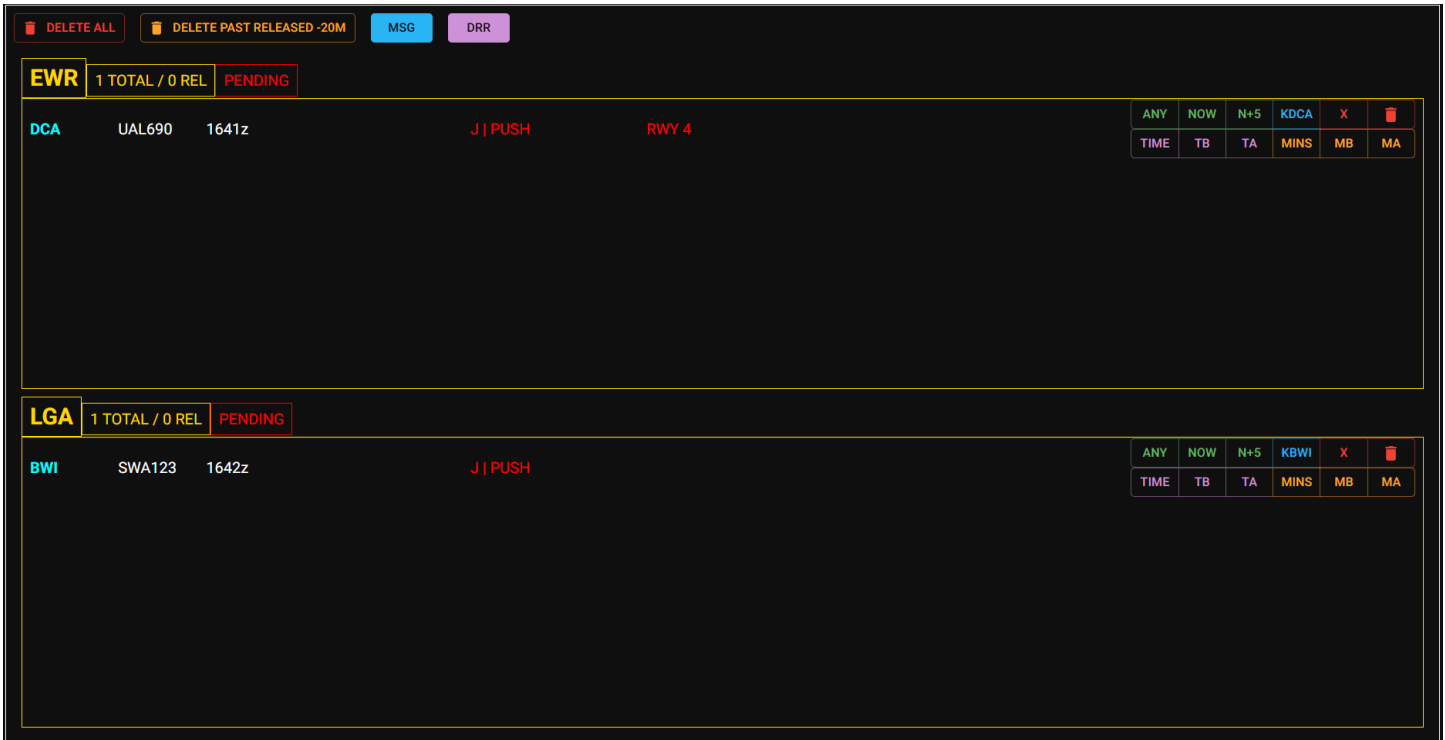 DELETE ALL DELETE PAST RELEASED -20M MSG DRR
EWR 1 TOTAL / 0 REL PENDING
DCA UAL690 1641z J | PUSH RWY 4
ANY NOW N+5 KDCA X
TIME TB TA MINS MB MA
LGA 1 TOTAL / 0 REL PENDING
BWI SWA123 1642z J | PUSH
ANY NOW N+5 KBWI X
TIME TB TA MINS MB MA